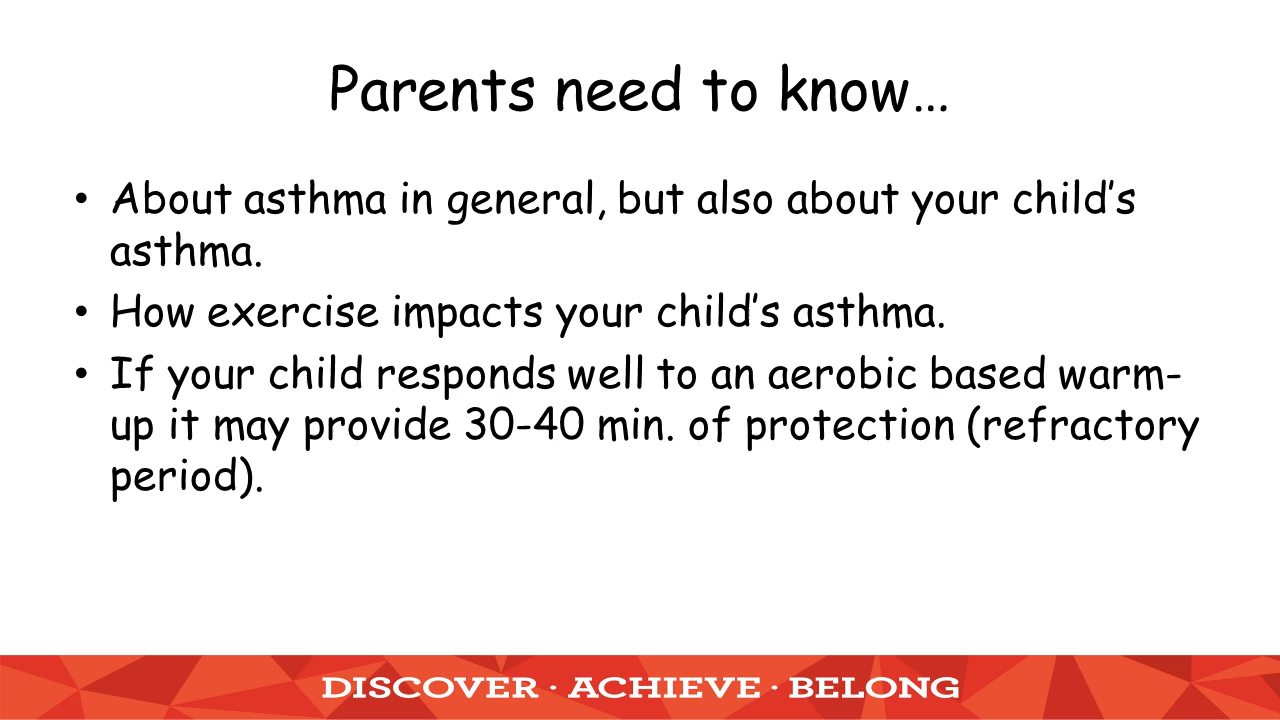 Parents need to know…
• About asthma in general, but also about your child’s
asthma.
• How exercise impacts your child’s asthma.
• If your child responds well to an aerobic based warm-
up it may provide 30-40 min. of protection (refractory
period).
DISCOVER · ACHIEVE · BELONG